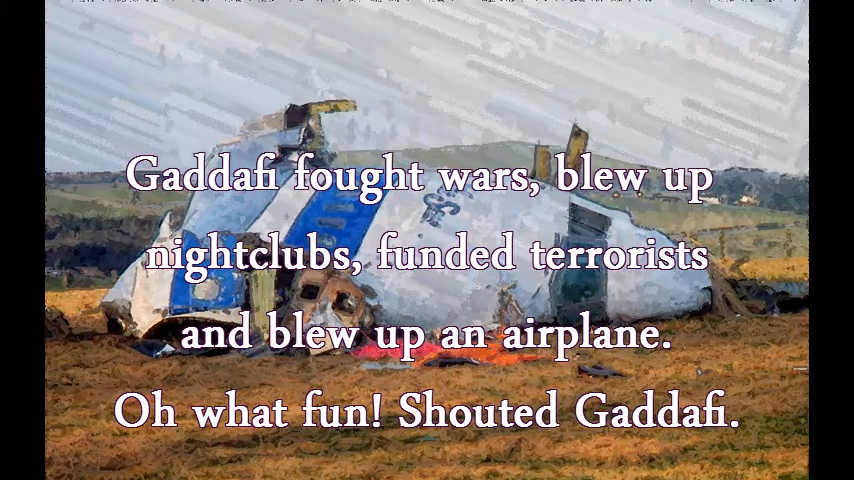 Gaddafi fought wars, blew up
nightclubs, funded terrorists
and blew up an airplane.
Oh what fun! Shouted Gaddafi.